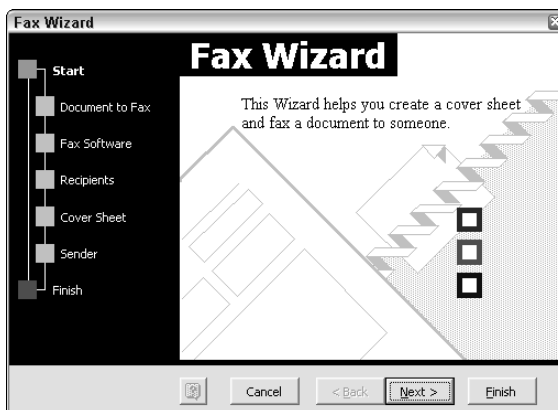 Fax Wizard
Fax Wizard
Start
This Wizard helps you create a cover sheet
and fax a document to someone.
Document to Fax
Fax Software
Recipients
Cover Sheet
Sender
Finish
Cancel
< Back
Next >
Finish